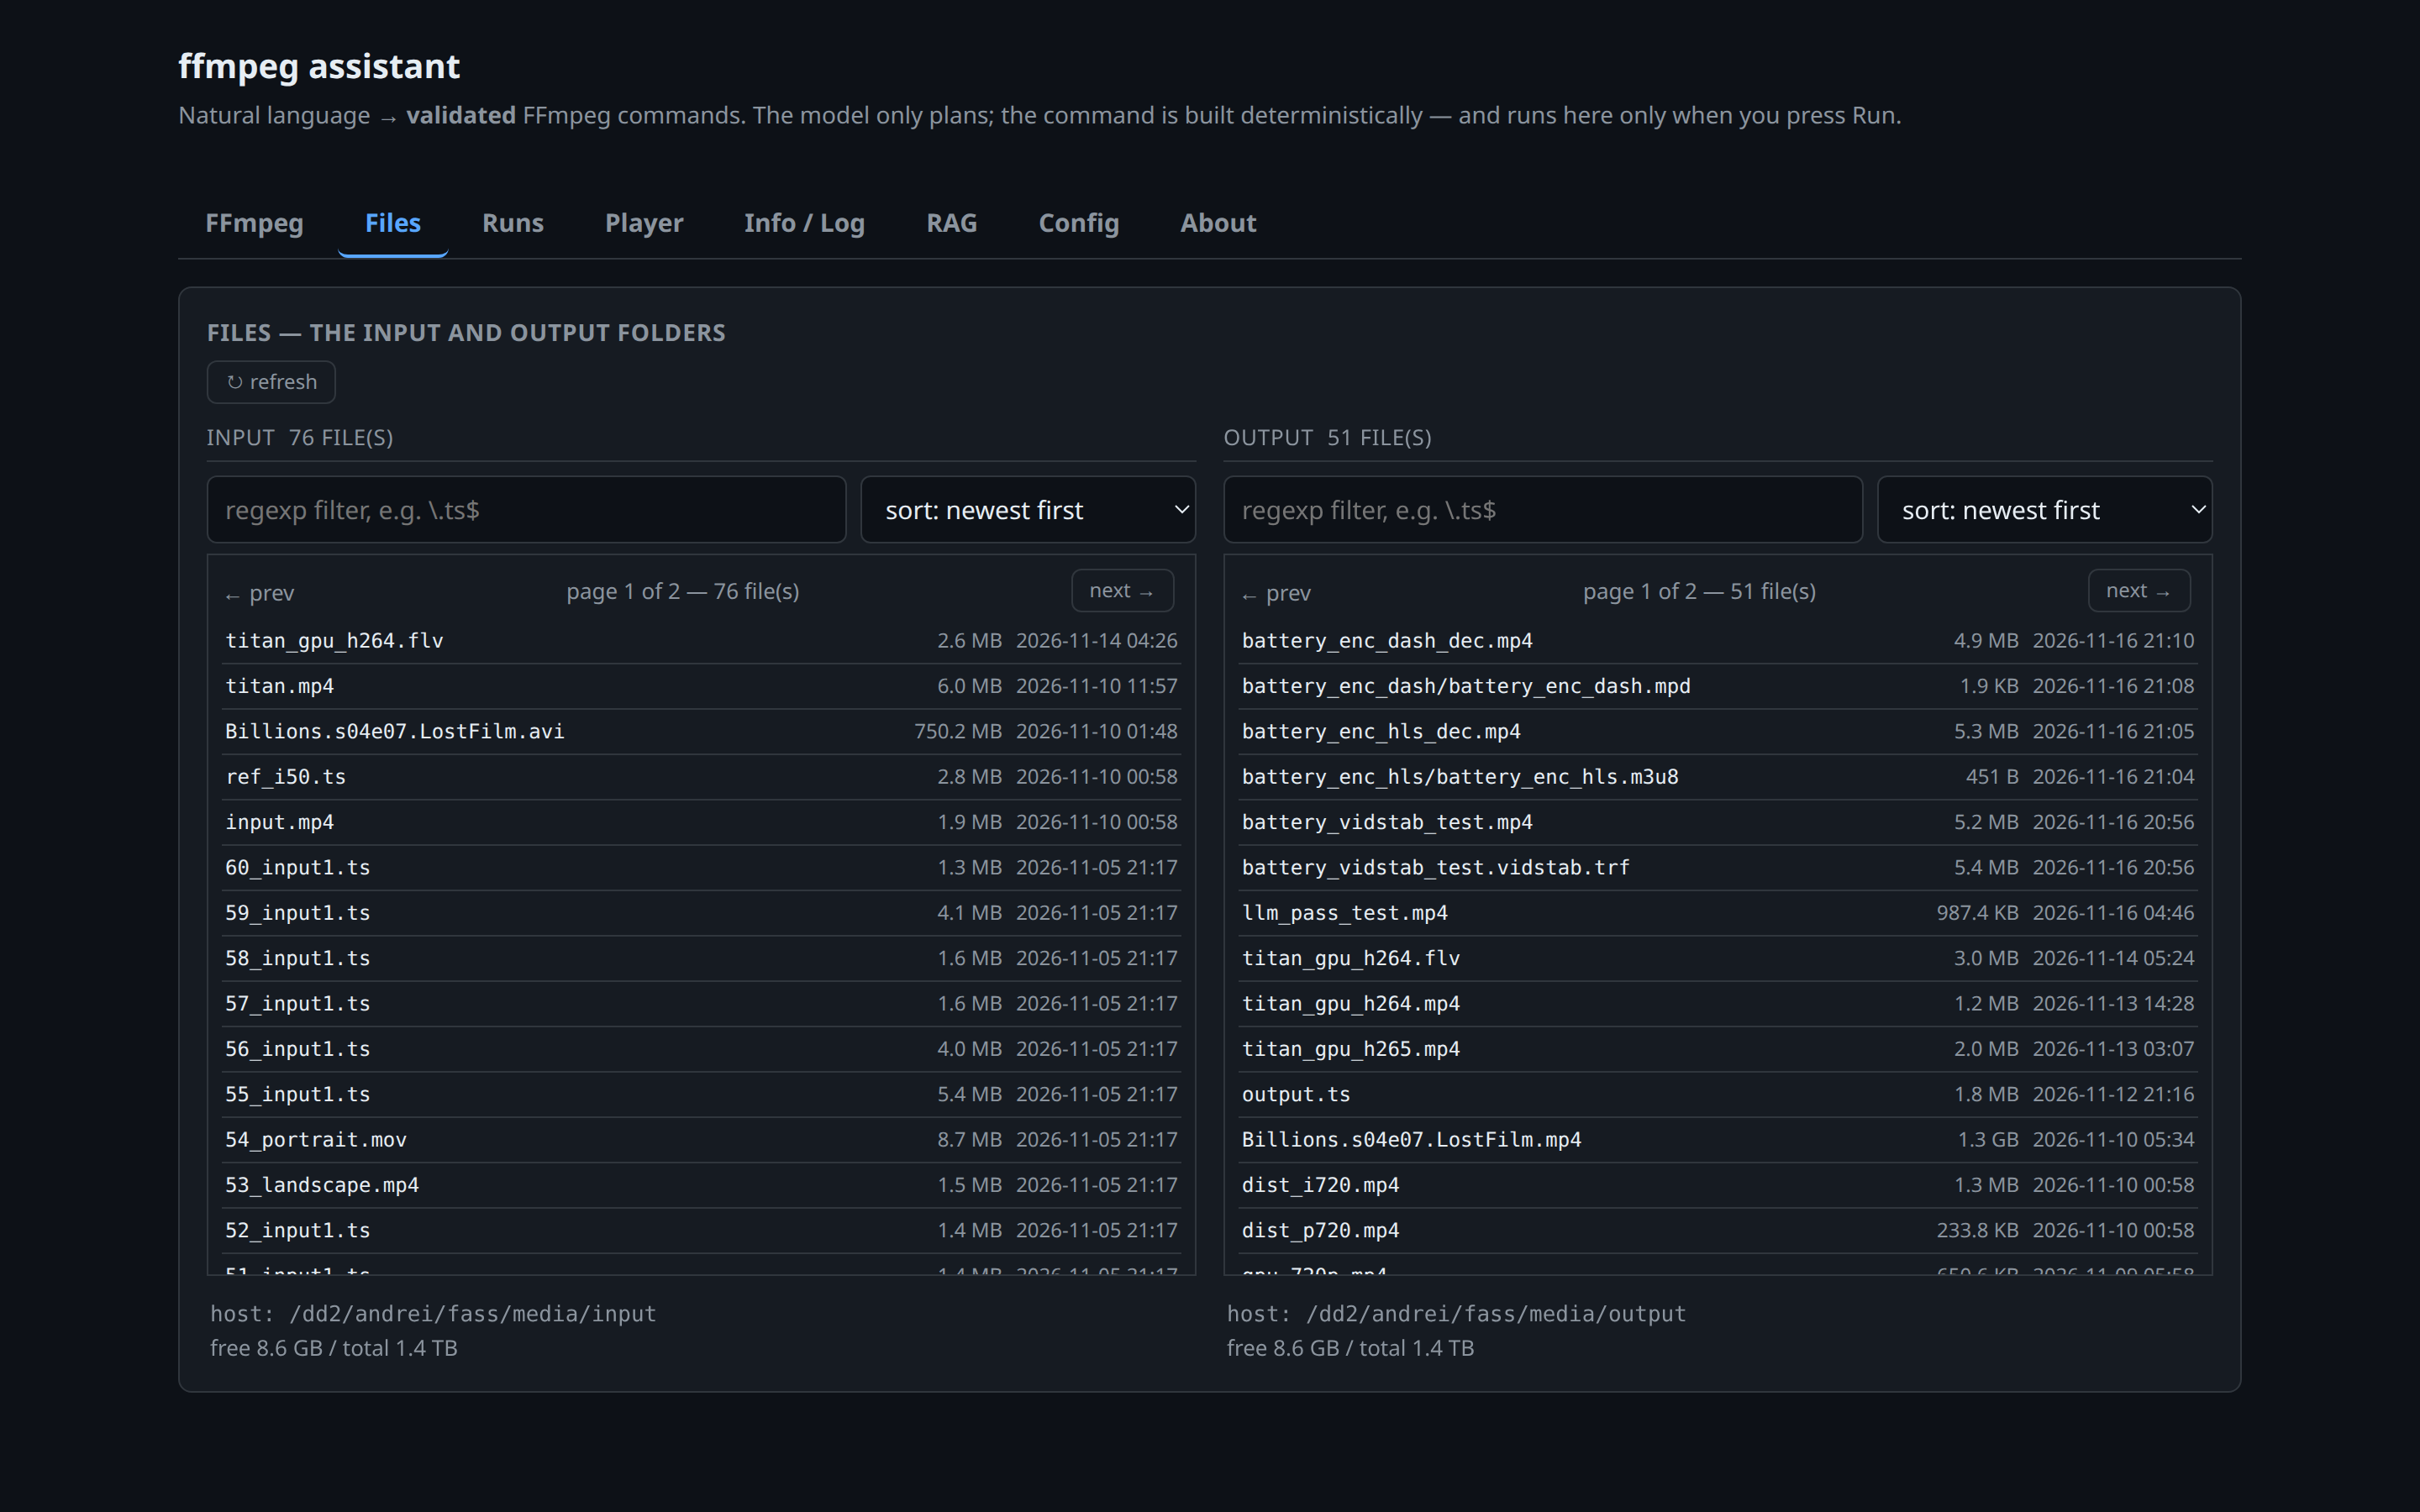 ffmpeg assistant
Natural language → validated FFmpeg commands. The model only plans; the command is built deterministically — and runs here only when you press Run.
FFmpeg Files Runs Player Info / Log RAG Config About
FILES — THE INPUT AND OUTPUT FOLDERS
↻ refresh
INPUT 76 FILE(S)
regexp filter, e.g. \.ts$ sort: newest first
← prev page 1 of 2 — 76 file(s) next →
titan_gpu_h264.flv 2.6 MB 2026-11-14 04:26
titan.mp4 6.0 MB 2026-11-10 11:57
Billions.s04e07.LostFilm.avi 750.2 MB 2026-11-10 01:48
ref_i50.ts 2.8 MB 2026-11-10 00:58
input.mp4 1.9 MB 2026-11-10 00:58
60_input1.ts 1.3 MB 2026-11-05 21:17
59_input1.ts 4.1 MB 2026-11-05 21:17
58_input1.ts 1.6 MB 2026-11-05 21:17
57_input1.ts 1.6 MB 2026-11-05 21:17
56_input1.ts 4.0 MB 2026-11-05 21:17
55_input1.ts 5.4 MB 2026-11-05 21:17
54_portrait.mov 8.7 MB 2026-11-05 21:17
53_landscape.mp4 1.5 MB 2026-11-05 21:17
52_input1.ts 1.4 MB 2026-11-05 21:17
51_input1.ts 1.4 MB 2026-11-05 21:17
host: /dd2/andrei/fass/media/input
free 8.6 GB / total 1.4 TB
OUTPUT 51 FILE(S)
regexp filter, e.g. \.ts$ sort: newest first
← prev page 1 of 2 — 51 file(s) next →
battery_enc_dash_dec.mp4 4.9 MB 2026-11-16 21:10
battery_enc_dash/battery_enc_dash.mpd 1.9 KB 2026-11-16 21:08
battery_enc_hls_dec.mp4 5.3 MB 2026-11-16 21:05
battery_enc_hls/battery_enc_hls.m3u8 451 B 2026-11-16 21:04
battery_vidstab_test.mp4 5.2 MB 2026-11-16 20:56
battery_vidstab_test.vidstab.trf 5.4 MB 2026-11-16 20:56
llm_pass_test.mp4 987.4 KB 2026-11-16 04:46
titan_gpu_h264.flv 3.0 MB 2026-11-14 05:24
titan_gpu_h264.mp4 1.2 MB 2026-11-13 14:28
titan_gpu_h265.mp4 2.0 MB 2026-11-13 03:07
output.ts 1.8 MB 2026-11-12 21:16
Billions.s04e07.LostFilm.mp4 1.3 GB 2026-11-10 05:34
dist_i720.mp4 1.3 MB 2026-11-10 00:58
dist_p720.mp4 233.8 KB 2026-11-10 00:58
gpu_720p.mp4
host: /dd2/andrei/fass/media/output
free 8.6 GB / total 1.4 TB